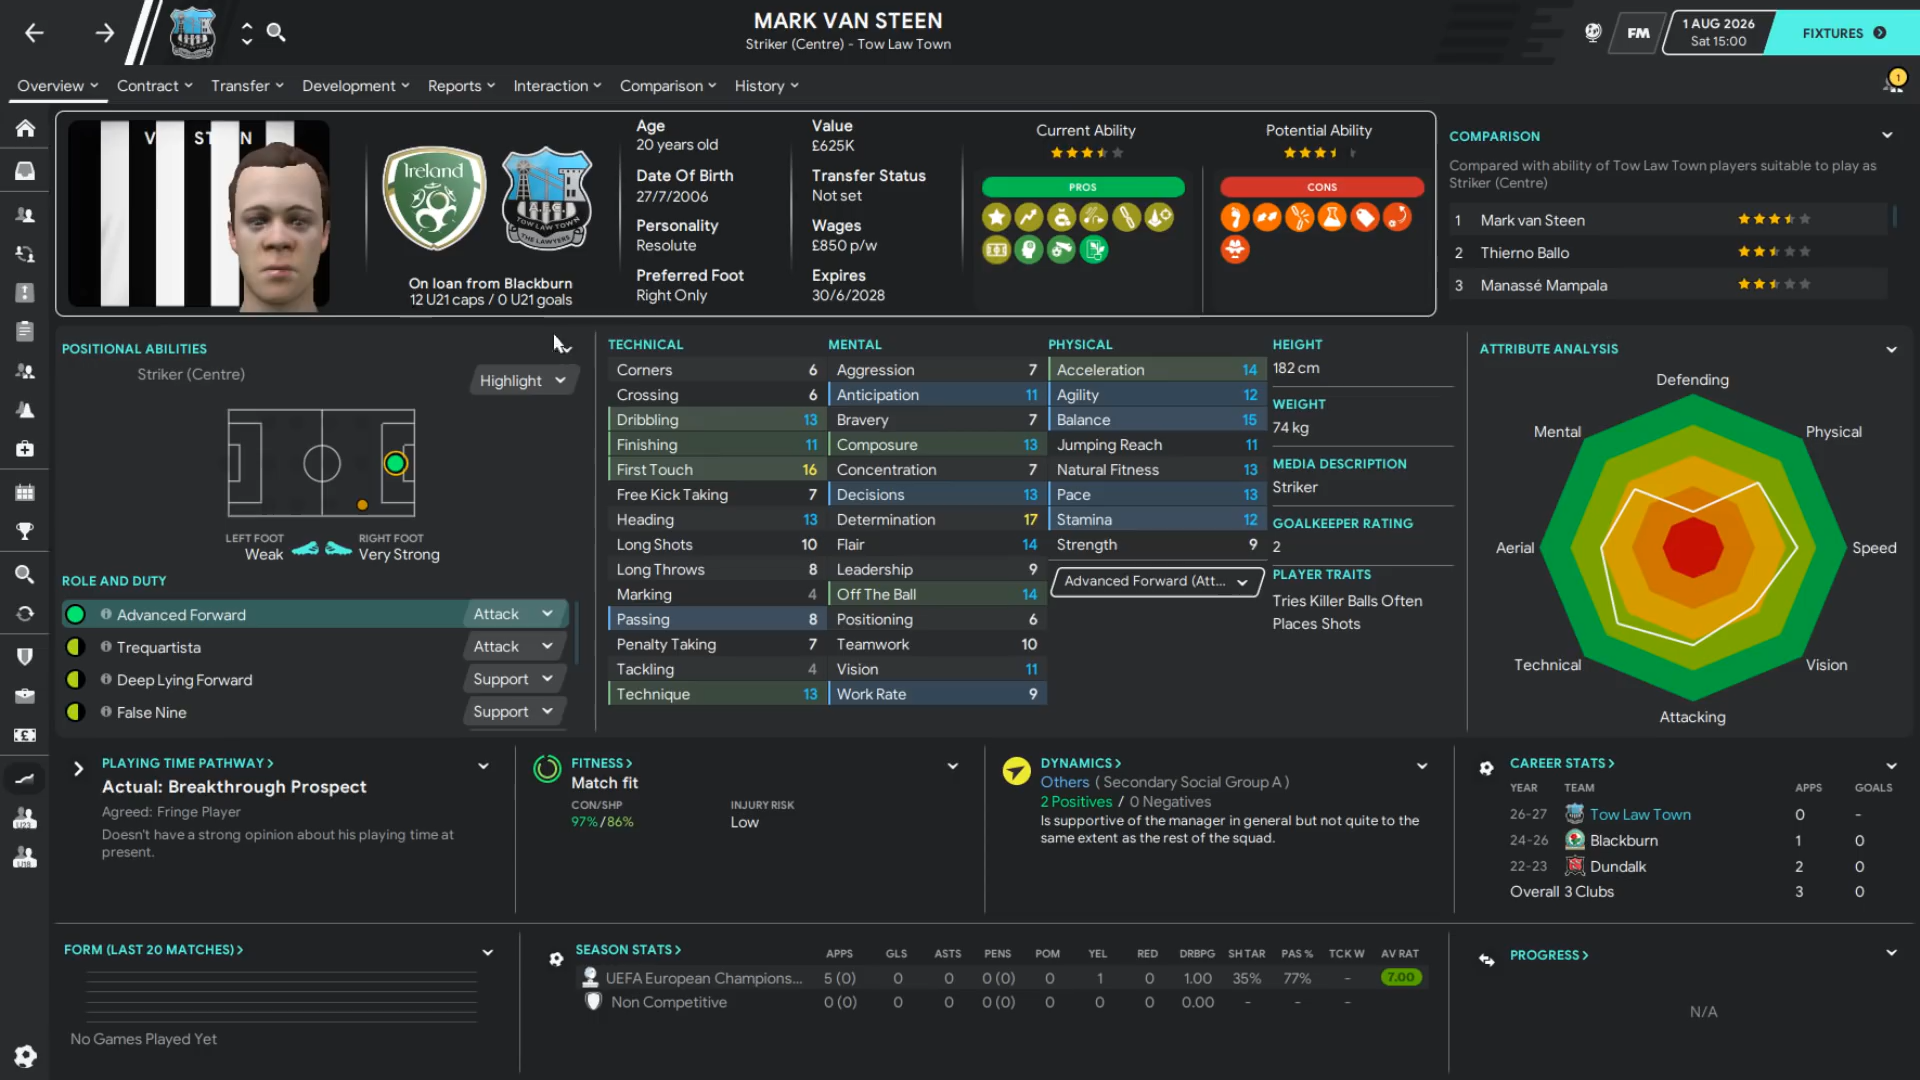 MARK VAN STEEN
Striker (Centre) - Tow Law Town
FM
1 AUG 2026
Sat 15:00
FIXTURES
Overview
Contract
Transfer
Development
Reports
Interaction
Comparison
History
1
V ST N
Ireland
TOW LAW TOWN
THE LAWYERS
On loan from Blackburn
12 U21 caps / 0 U21 goals
Age
20 years old
Date Of Birth
27/7/2006
Personality
Resolute
Preferred Foot
Right Only
Value
£625K
Transfer Status
Not set
Wages
£850 p/w
Expires
30/6/2028
Current Ability
PROS
Potential Ability
CONS
COMPARISON
Compared with ability of Tow Law Town players suitable to play as
Striker (Centre)
1 Mark van Steen
2 Thierno Ballo
3 Manassé Mampala
POSITIONAL ABILITIES
Striker (Centre)
Highlight
LEFT FOOT
Weak
RIGHT FOOT
Very Strong
ROLE AND DUTY
Advanced Forward Attack
Trequartista Attack
Deep Lying Forward Support
False Nine Support
TECHNICAL
Corners 6
Crossing 6
Dribbling 13
Finishing 11
First Touch 16
Free Kick Taking 7
Heading 13
Long Shots 10
Long Throws 8
Marking 4
Passing 8
Penalty Taking 7
Tackling 4
Technique 13
MENTAL
Aggression 7
Anticipation 11
Bravery 7
Composure 13
Concentration 7
Decisions 13
Determination 17
Flair 14
Leadership 9
Off The Ball 14
Positioning 6
Teamwork 10
Vision 11
Work Rate 9
PHYSICAL
Acceleration 14
Agility 12
Balance 15
Jumping Reach 11
Natural Fitness 13
Pace 13
Stamina 12
Strength 9
Advanced Forward (Att...
HEIGHT
182 cm
WEIGHT
74 kg
MEDIA DESCRIPTION
Striker
GOALKEEPER RATING
2
PLAYER TRAITS
Tries Killer Balls Often
Places Shots
ATTRIBUTE ANALYSIS
Defending
Mental
Physical
Aerial
Speed
Technical
Vision
Attacking
PLAYING TIME PATHWAY >
Actual: Breakthrough Prospect
Agreed: Fringe Player
Doesn't have a strong opinion about his playing time at
present.
FITNESS >
Match fit
CON/SHP
97% / 86%
INJURY RISK
Low
DYNAMICS >
Others ( Secondary Social Group A )
2 Positives / 0 Negatives
Is supportive of the manager in general but not quite to the
same extent as the rest of the squad.
CAREER STATS >
YEAR TEAM APPS GOALS
26-27 Tow Law Town 0 -
24-26 Blackburn 1 0
22-23 Dundalk 2 0
Overall 3 Clubs 3 0
FORM (LAST 20 MATCHES) >
No Games Played Yet
SEASON STATS > APPS GLS ASTS PENS POM YEL RED DRBPG SH TAR PAS % TCK W AV RAT
UEFA European Champions... 5 (0) 0 0 0 (0) 0 1 0 1.00 35% 77% - 7.00
Non Competitive 0 (0) 0 0 0 (0) 0 0 0 0.00 - - -
PROGRESS >
N/A